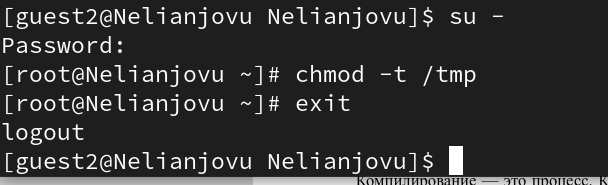 [guest2@Nelianjovu Nelianjovu]$ su -
Password:
[root@Nelianjovu ~]# chmod -t /tmp
[root@Nelianjovu ~]# exit
logout
[guest2@Nelianjovu Nelianjovu]$
Компилирование — это процесс. К